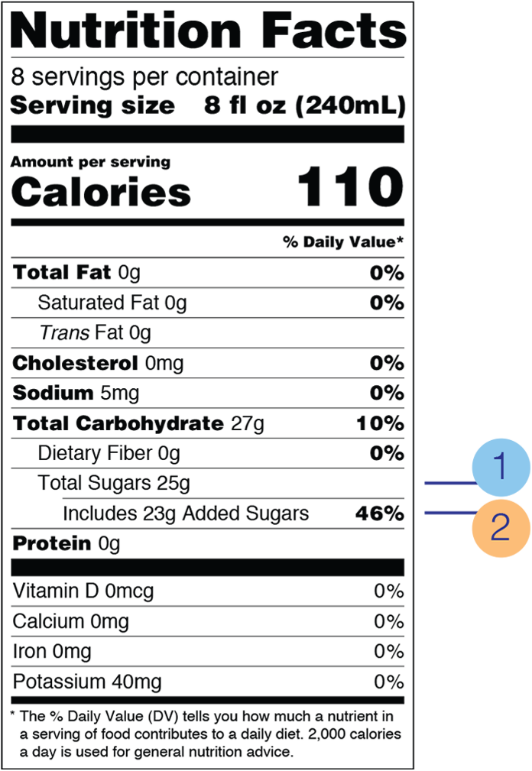 Nutrition Facts
8 servings per container
Serving size 8 fl oz (240mL)
Amount per serving
Calories 110
% Daily Value*
Total Fat 0g 0%
Saturated Fat 0g 0%
Trans Fat 0g
Cholesterol 0mg 0%
Sodium 5mg 0%
Total Carbohydrate 27g 10%
Dietary Fiber 0g 0%
Total Sugars 25g 1
Includes 23g Added Sugars 46% 2
Protein 0g
Vitamin D 0mcg 0%
Calcium 0mg 0%
Iron 0mg 0%
Potassium 40mg 0%
* The % Daily Value (DV) tells you how much a nutrient in
a serving of food contributes to a daily diet. 2,000 calories
a day is used for general nutrition advice.